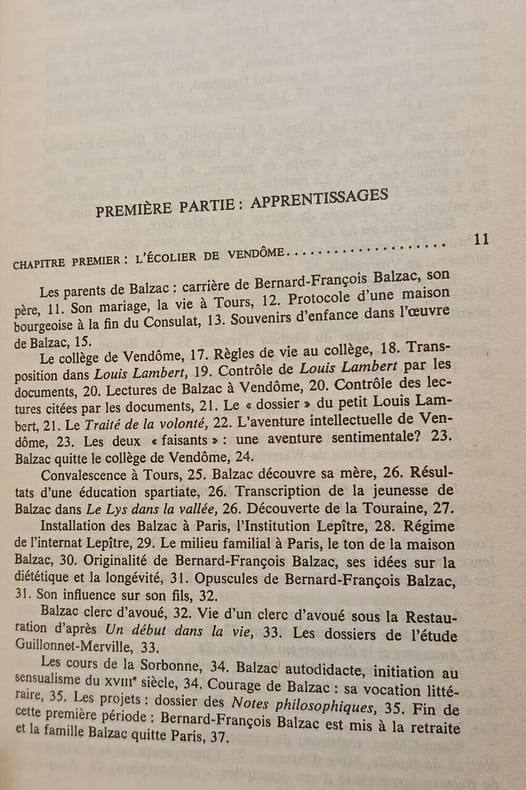 PREMIÈRE PARTIE : APPRENTISSAGES
CHAPITRE PREMIER : L'ÉCOLIER DE VENDÔME.................... 11
Les parents de Balzac : carrière de Bernard-François Balzac, son
père, 11. Son mariage, la vie à Tours, 12. Protocole d'une maison
bourgeoise à la fin du Consulat, 13. Souvenirs d'enfance dans l'œuvre
de Balzac, 15.
Le collège de Vendôme, 17. Règles de vie au collège, 18. Trans-
position dans Louis Lambert, 19. Contrôle de Louis Lambert par les
documents, 20. Lectures de Balzac à Vendôme, 20. Contrôle des lec-
tures citées par les documents, 21. Le « dossier » du petit Louis Lam-
bert, 21. Le Traité de la volonté, 22. L'aventure intellectuelle de Ven-
dôme, 23. Les deux « faisants » : une aventure sentimentale? 23.
Balzac quitte le collège de Vendôme, 24.
Convalescence à Tours, 25. Balzac découvre sa mère, 26. Résul-
tats d'une éducation spartiate, 26. Transcription de la jeunesse de
Balzac dans Le Lys dans la vallée, 26. Découverte de la Touraine, 27.
Installation des Balzac à Paris, l'Institution Lepître, 28. Régime
de l'internat Lepître, 29. Le milieu familial à Paris, le ton de la maison
Balzac, 30. Originalité de Bernard-François Balzac, ses idées sur la
diététique et la longévité, 31. Opuscules de Bernard-François Balzac,
31. Son influence sur son fils, 32.
Balzac clerc d'avoué, 32. Vie d'un clerc d'avoué sous la Restau-
ration d'après Un début dans la vie, 33. Les dossiers de l'étude
Guillonnet-Merville, 33.
Les cours de la Sorbonne, 34. Balzac autodidacte, initiation au
sensualisme du XVIIIe siècle, 34. Courage de Balzac : sa vocation litté-
raire, 35. Les projets : dossier des Notes philosophiques, 35. Fin de
cette première période : Bernard-François Balzac est mis à la retraite
et la famille Balzac quitte Paris, 37.